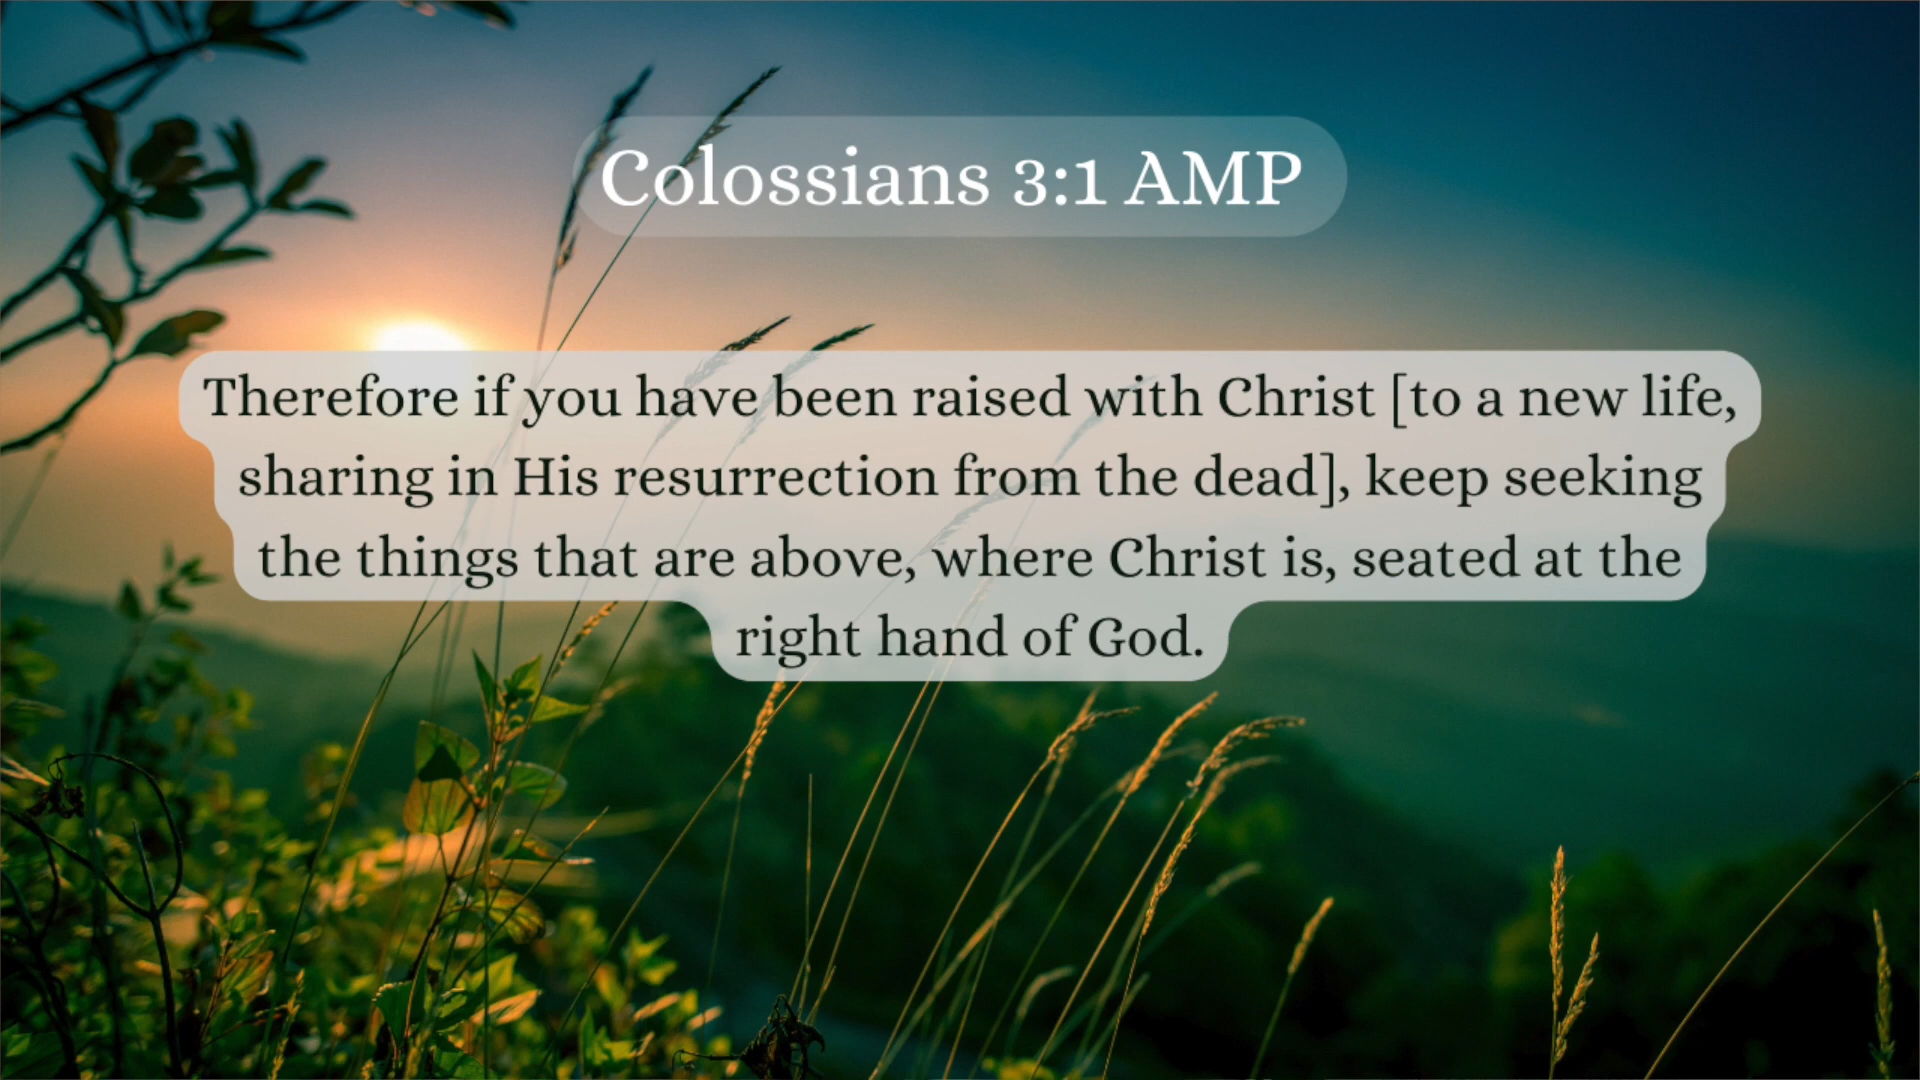 Colossians 3:1 AMP
Therefore if you have been raised with Christ [to a new life,
sharing in His resurrection from the dead], keep seeking
the things that are above, where Christ is, seated at the
right hand of God.